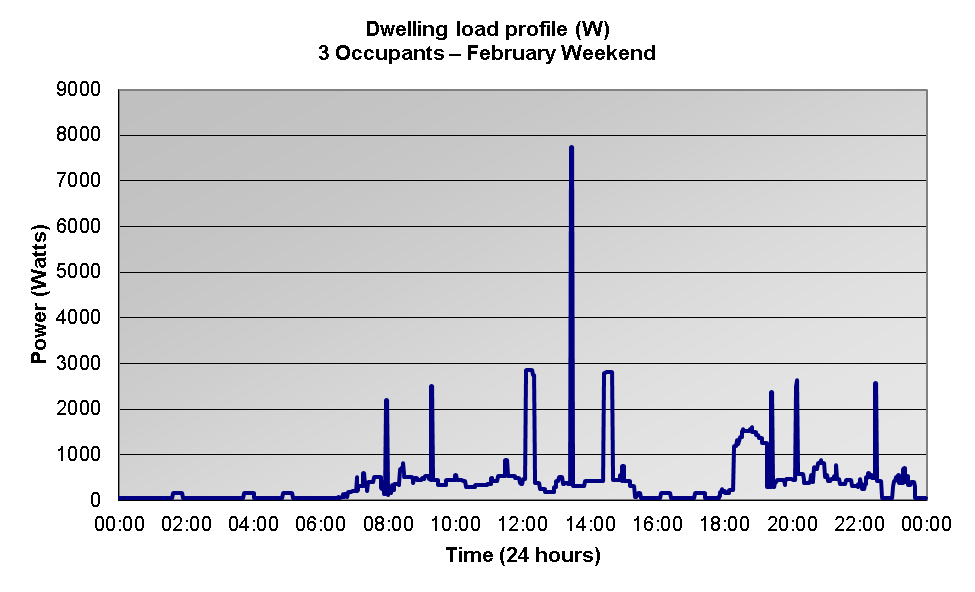 Dwelling load profile (W)
3 Occupants – February Weekend
9000
8000
7000
6000
5000
4000
3000
2000
1000
0
Power (Watts)
00:00 02:00 04:00 06:00 08:00 10:00 12:00 14:00 16:00 18:00 20:00 22:00 00:00
Time (24 hours)